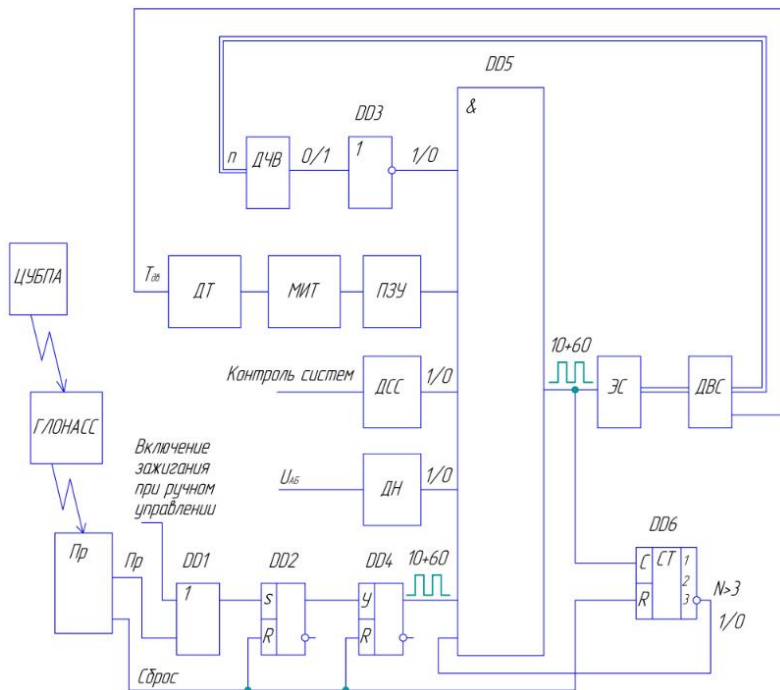 DD5
&
DD3
n
ДЧВ
0/1
1
1/0
ЦУБПА
Tдв
ДТ
МИТ
ПЗУ
10+60
Контроль систем
ДСС
1/0
ЭС
ДВС
ГЛОНАСС
Включение
зажигания
при ручном
управлении
UАБ
ДН
1/0
DD6
Пр
Пр
DD1
DD2
DD4
10+60
C
CT
1
2
3
N>3
1
S
У
R
1/0
R
R
Сброс